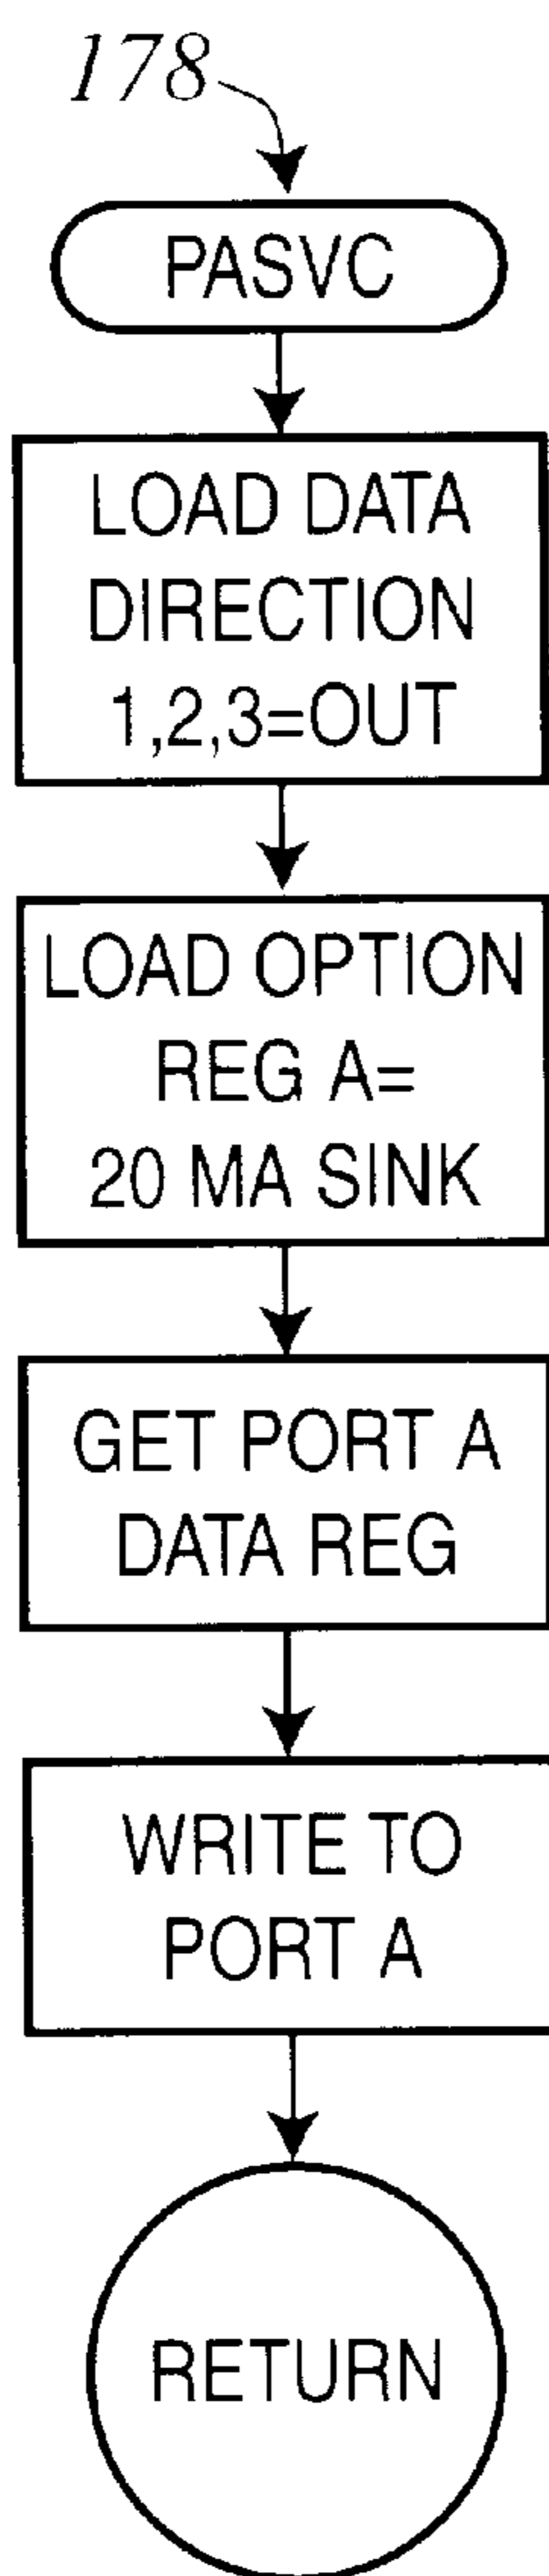 178
PASVC
LOAD DATA
DIRECTION
1,2,3=OUT
LOAD OPTION
REG A=
20 MA SINK
GET PORT A
DATA REG
WRITE TO
PORT A
RETURN